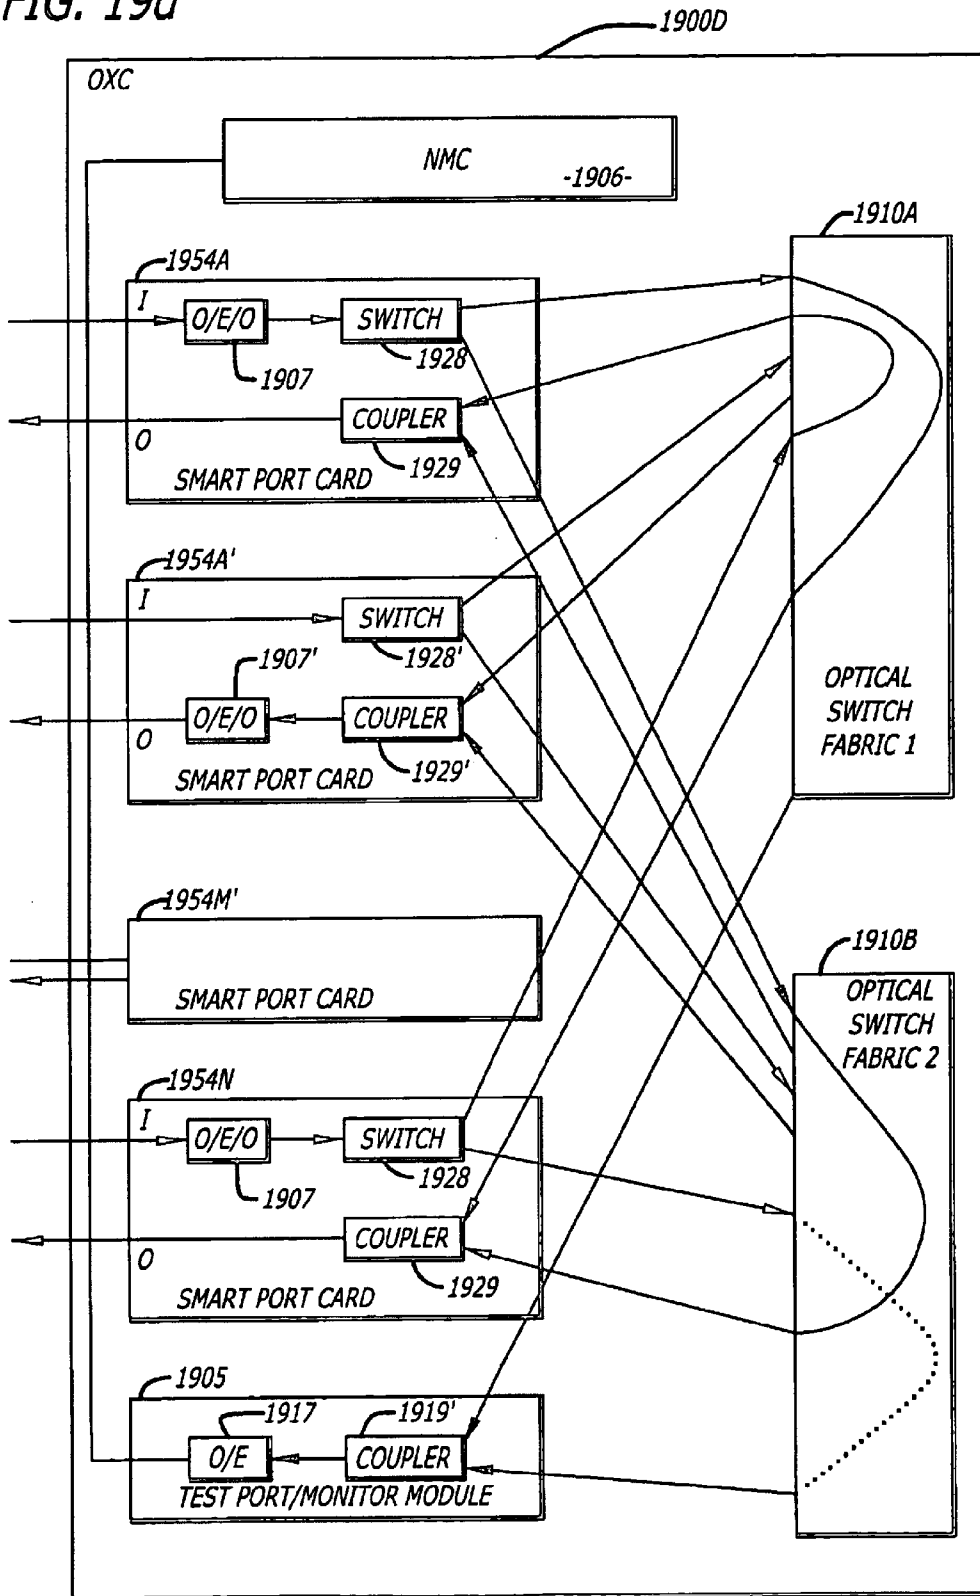 FIG. 19d
1900D
OXC
NMC
-1906-
1910A
1954A
I
O/E/O
SWITCH
1928
1907
COUPLER
O
1929
SMART PORT CARD
1954A'
I
SWITCH
1928'
1907'
O/E/O
COUPLER
O
1929'
SMART PORT CARD
OPTICAL
SWITCH
FABRIC 1
1954M'
SMART PORT CARD
1910B
OPTICAL
SWITCH
FABRIC 2
1954N
I
O/E/O
SWITCH
1928
1907
COUPLER
O
1929
SMART PORT CARD
1905
1917
1919'
O/E
COUPLER
TEST PORT/MONITOR MODULE